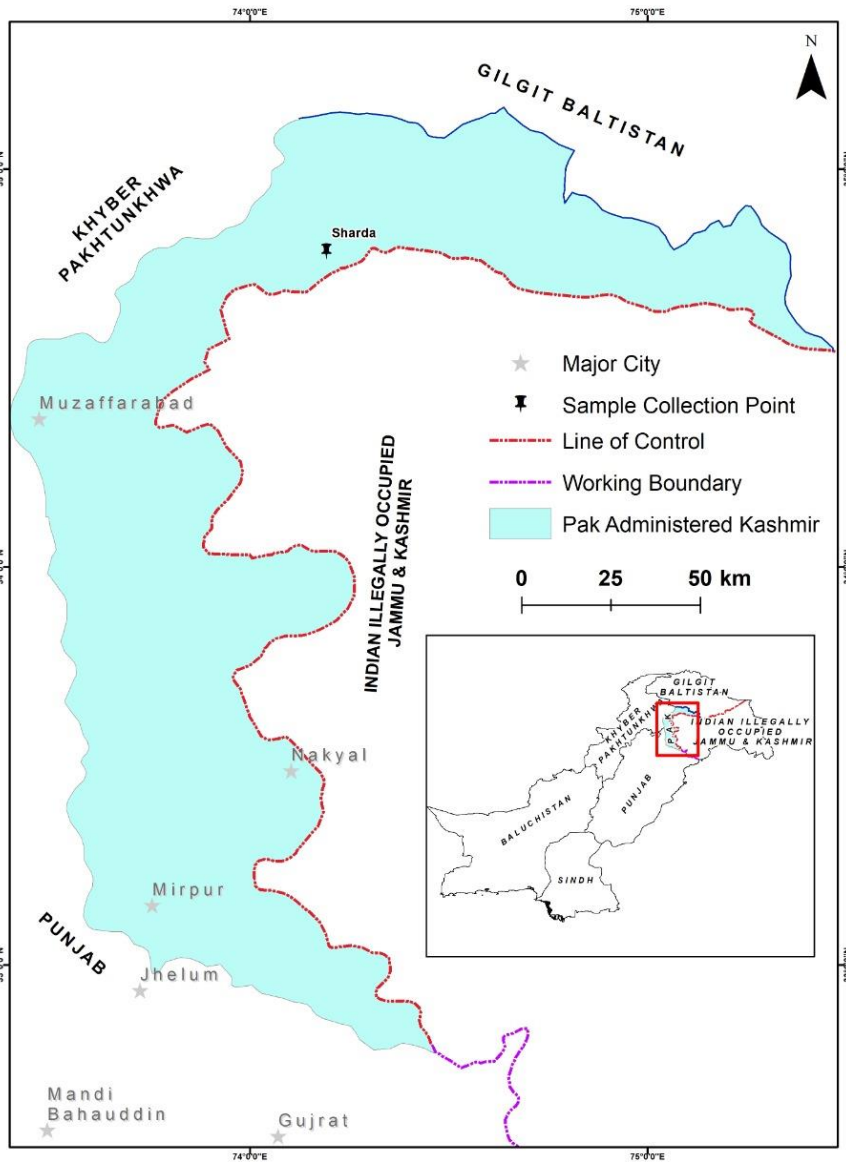 74°0'0"E
75°0'0"E
N
GILGIT BALTISTAN
KHYBER
PAKHTUNKHWA
Sharda
Muzaffarabad
Major City
Sample Collection Point
Line of Control
Working Boundary
Pak Administered Kashmir
0 25 50 km
INDIAN ILLEGALLY OCCUPIED
JAMMU & KASHMIR
GILGIT
BALTISTAN
KHYBER
PAKHTUNKHWA
PAK
INDIAN ILLEGALLY
OCCUPIED
JAMMU & KASHMIR
PUNJAB
BALUCHISTAN
SINDH
Nakyal
Mirpur
PUNJAB
Jhelum
Mandi
Bahauddin
Gujrat
74°0'0"E
75°0'0"E